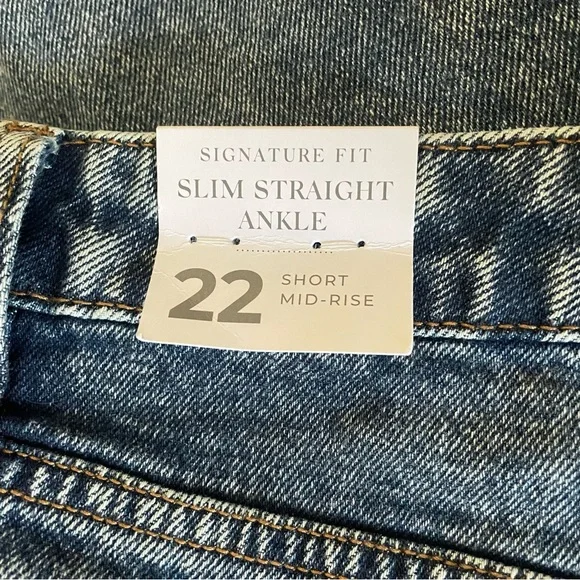 SIGNATURE FIT
SLIM STRAIGHT
ANKLE
22 SHORT
MID-RISE